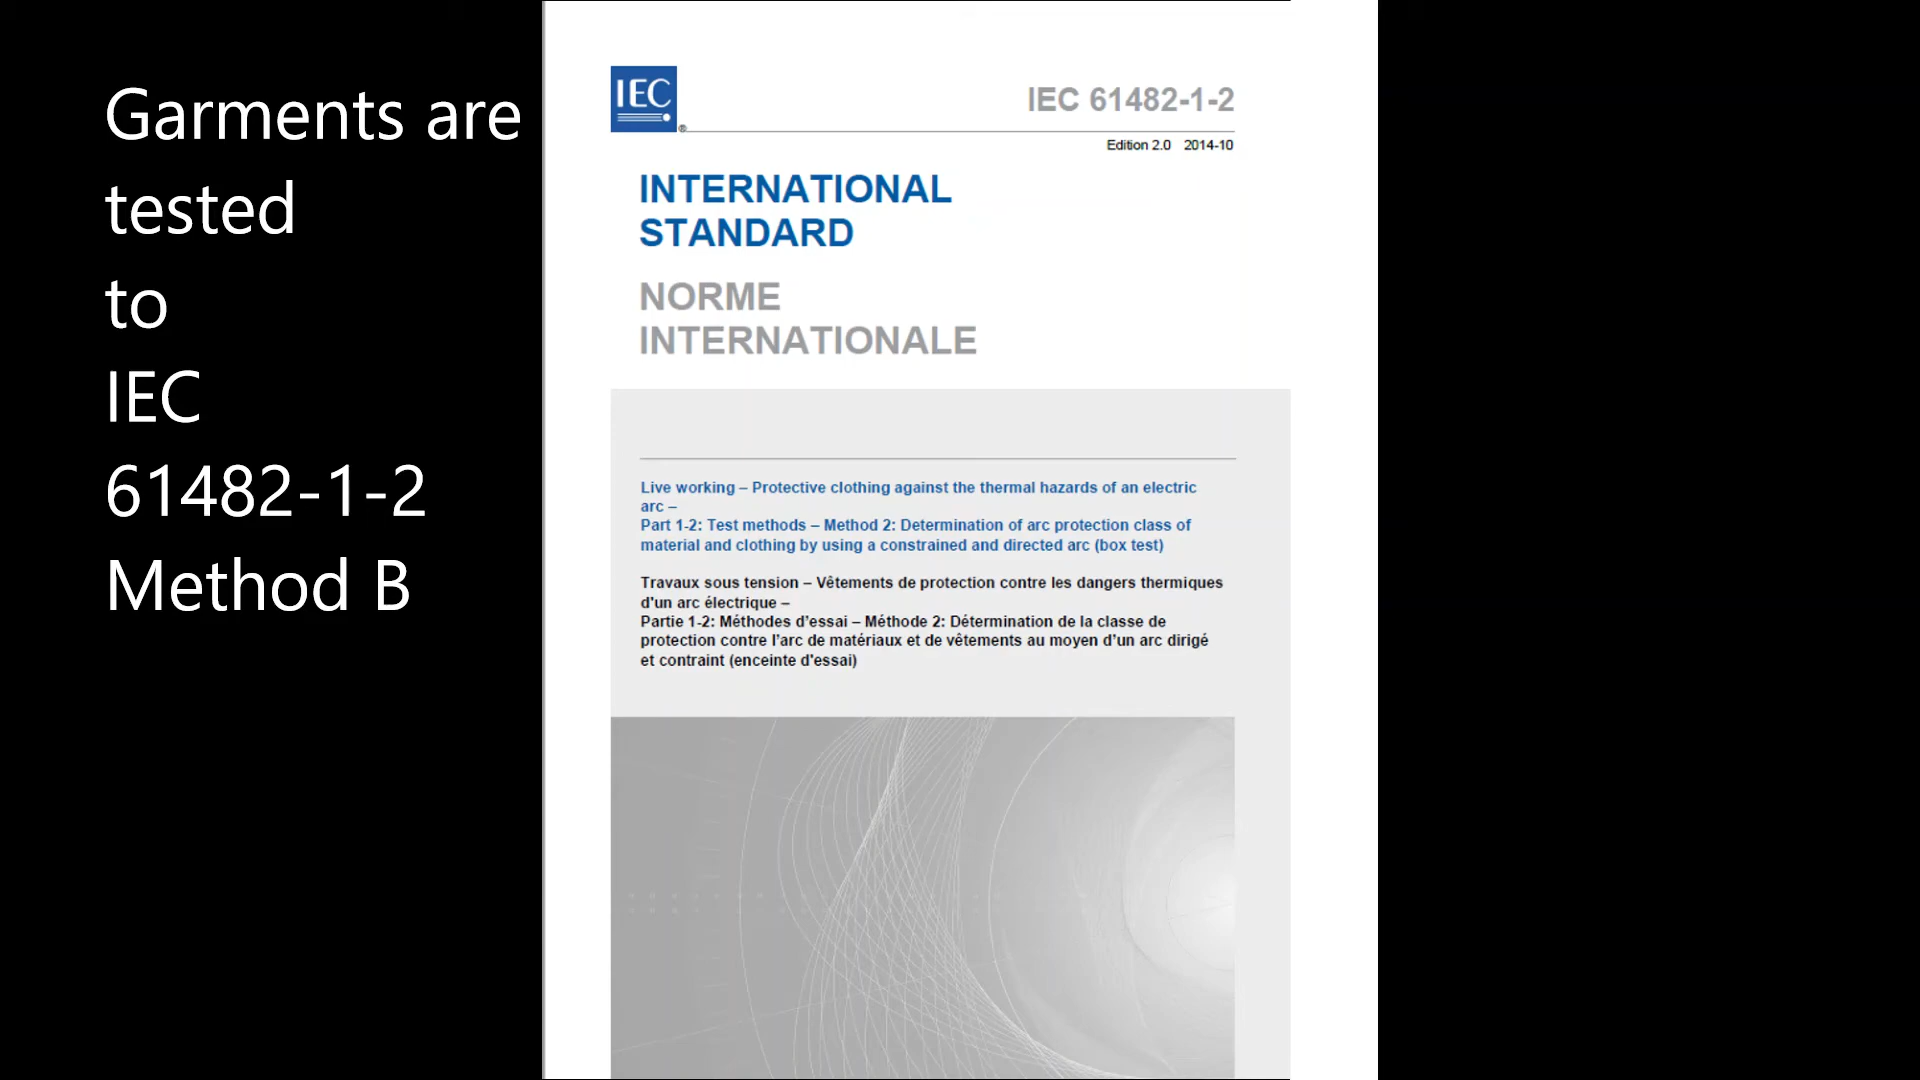 Garments are
tested
to
IEC
61482-1-2
Method B
IEC
®
IEC 61482-1-2
Edition 2.0 2014-10
INTERNATIONAL
STANDARD
NORME
INTERNATIONALE
Live working – Protective clothing against the thermal hazards of an electric
arc –
Part 1-2: Test methods – Method 2: Determination of arc protection class of
material and clothing by using a constrained and directed arc (box test)
Travaux sous tension – Vêtements de protection contre les dangers thermiques
d'un arc électrique –
Partie 1-2: Méthodes d’essai – Méthode 2: Détermination de la classe de
protection contre l’arc de matériaux et de vêtements au moyen d’un arc dirigé
et contraint (enceinte d'essai)